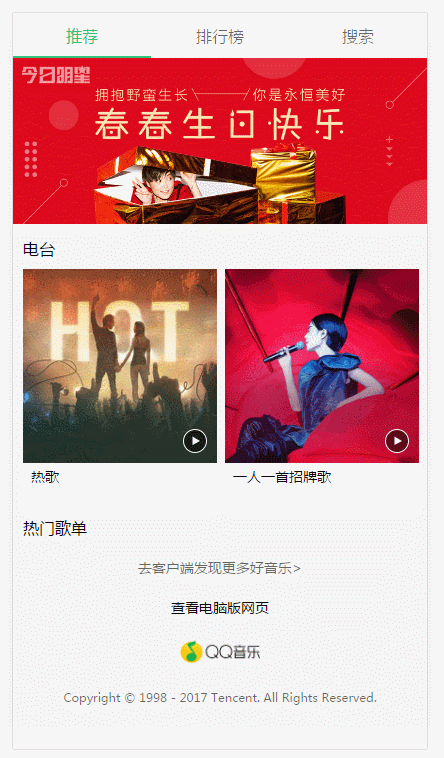 推荐 排行榜 搜索
今日明星
拥抱野蛮生长 你是永恒美好
春春生日快乐
电台
HOT
热歌 一人一首招牌歌
热门歌单
去客户端发现更多好音乐>
查看电脑版网页
QQ音乐
Copyright © 1998 - 2017 Tencent. All Rights Reserved.